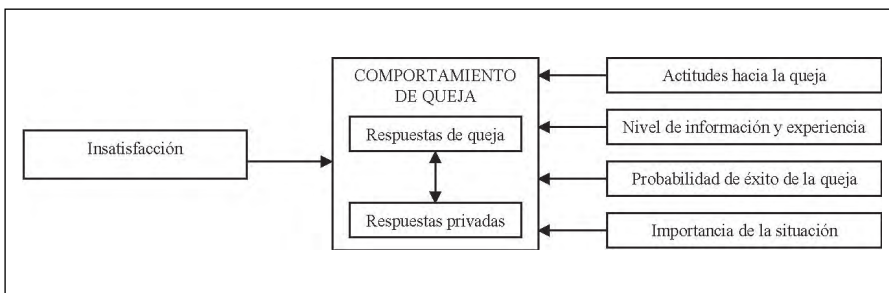 COMPORTAMIENTO
DE QUEJA
Respuestas de queja
Respuestas privadas
Insatisfacción
Actitudes hacia la queja
Nivel de información y experiencia
Probabilidad de éxito de la queja
Importancia de la situación